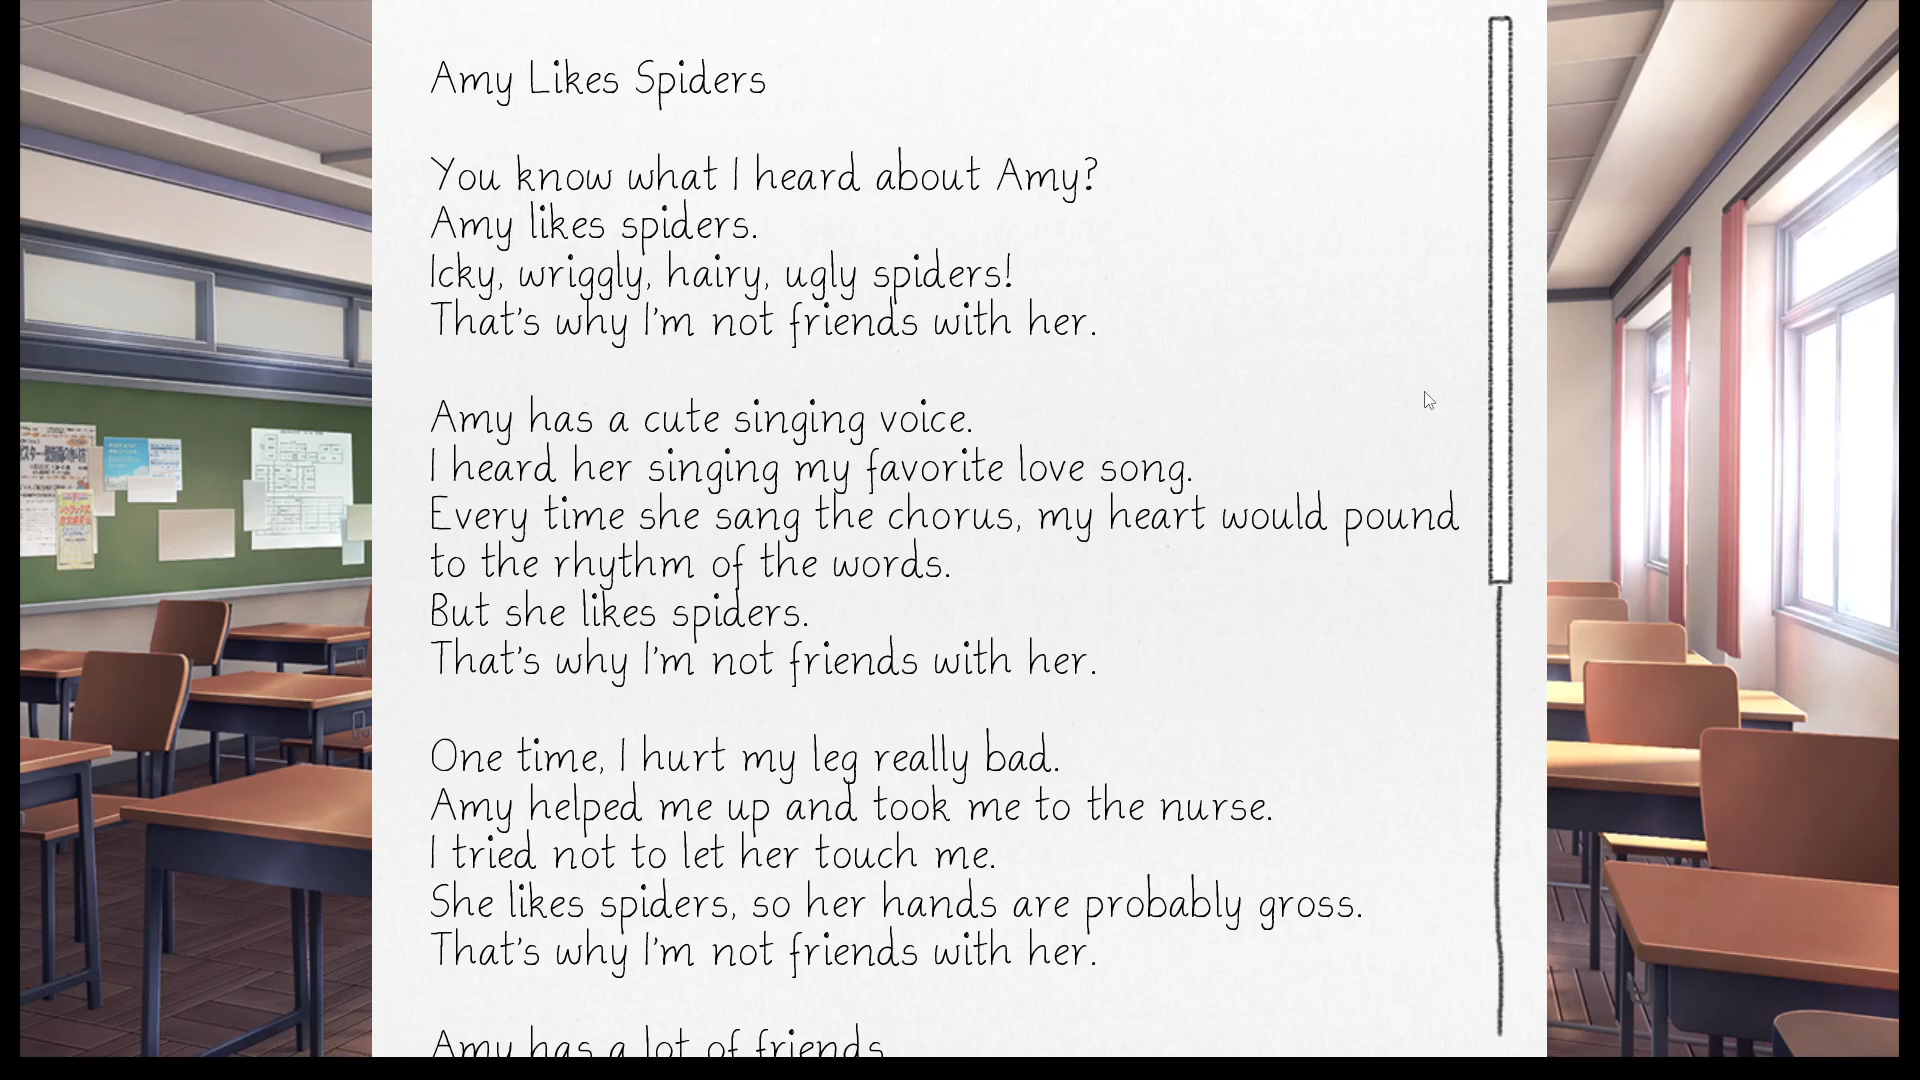 Amy Likes Spiders
You know what I heard about Amy?
Amy likes spiders.
Icky, wriggly, hairy, ugly spiders!
That's why I'm not friends with her.
Amy has a cute singing voice.
I heard her singing my favorite love song.
Every time she sang the chorus, my heart would pound
to the rhythm of the words.
But she likes spiders.
That's why I'm not friends with her.
One time, I hurt my leg really bad.
Amy helped me up and took me to the nurse.
I tried not to let her touch me.
She likes spiders, so her hands are probably gross.
That's why I'm not friends with her.
Amy has a lot of friends